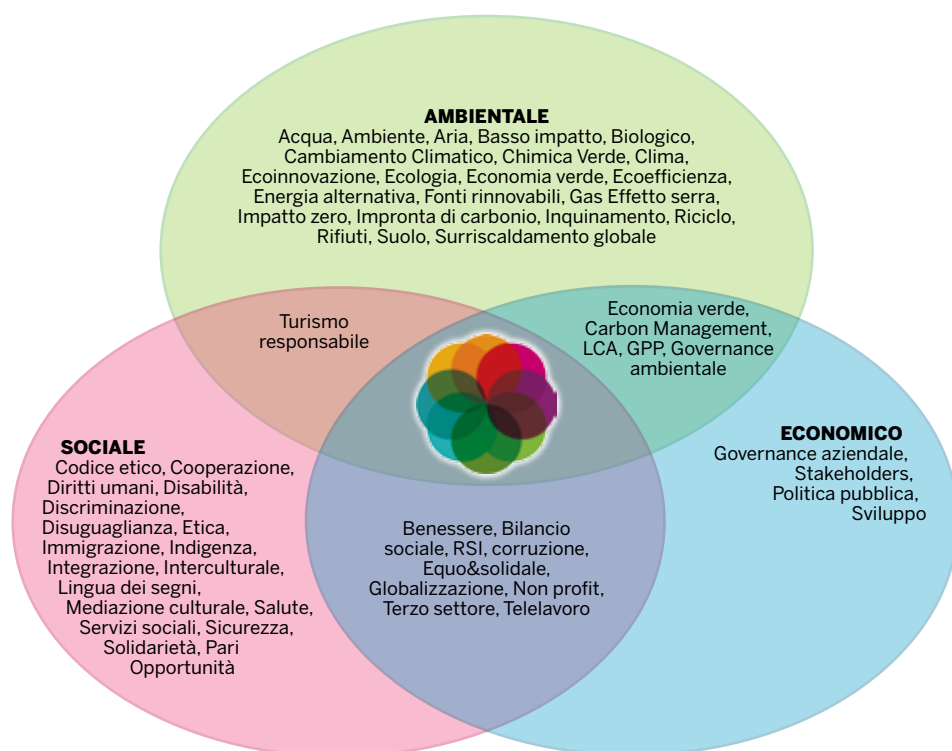 AMBIENTALE
Acqua, Ambiente, Aria, Basso impatto, Biologico,
Cambiamento Climatico, Chimica Verde, Clima,
Ecoinnovazione, Ecologia, Economia verde, Ecoefficienza,
Energia alternativa, Fonti rinnovabili, Gas Effetto serra,
Impatto zero, Impronta di carbonio, Inquinamento, Riciclo,
Rifiuti, Suolo, Surriscaldamento globale
Turismo
responsabile
Economia verde,
Carbon Management,
LCA, GPP, Governance
ambientale
SOCIALE
Codice etico, Cooperazione,
Diritti umani, Disabilità,
Discriminazione,
Disuguaglianza, Etica,
Immigrazione, Indigenza,
Integrazione, Interculturale,
Lingua dei segni,
Mediazione culturale, Salute,
Servizi sociali, Sicurezza,
Solidarietà, Pari
Opportunità
Benessere, Bilancio
sociale, RSI, corruzione,
Equo&solidale,
Globalizzazione, Non profit,
Terzo settore, Telelavoro
ECONOMICO
Governance aziendale,
Stakeholders,
Politica pubblica,
Sviluppo